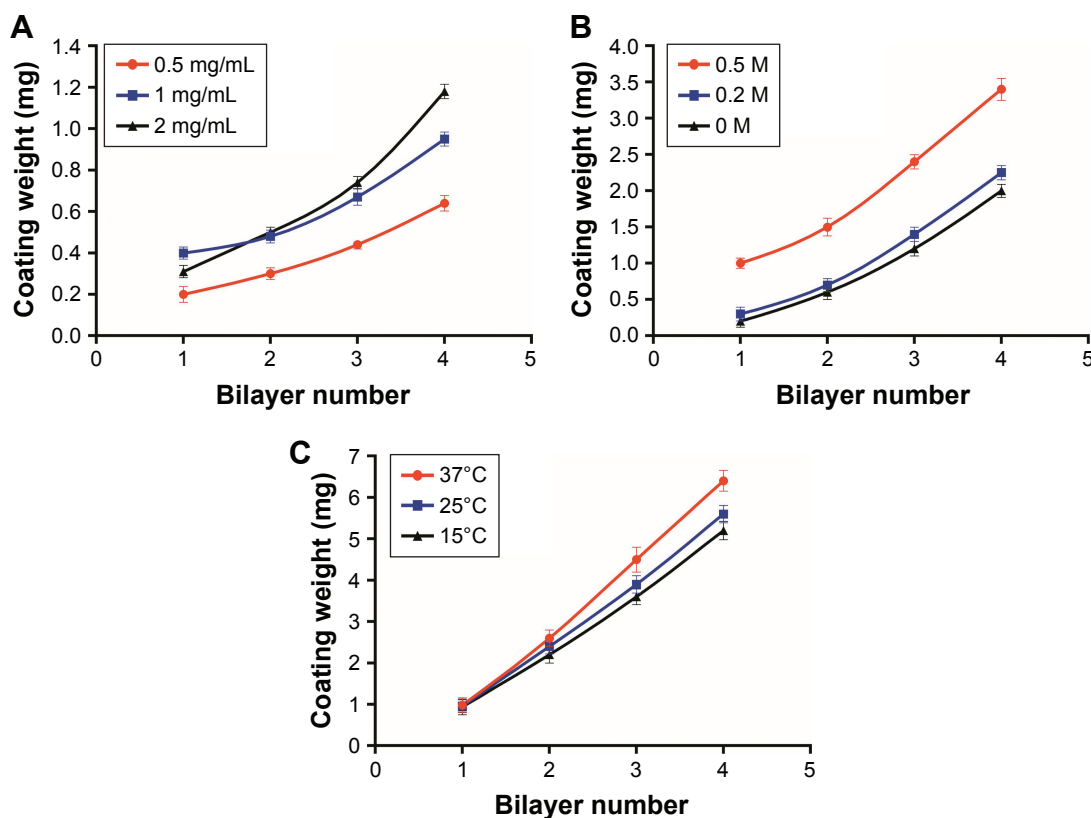 A
1.4
1.2
1.0
0.8
0.6
0.4
0.2
0.0
Coating weight (mg)
0.5 mg/mL
1 mg/mL
2 mg/mL
0 1 2 3 4 5
Bilayer number
B
4.0
3.5
3.0
2.5
2.0
1.5
1.0
0.5
0.0
Coating weight (mg)
0.5 M
0.2 M
0 M
0 1 2 3 4 5
Bilayer number
C
7
6
5
4
3
2
1
0
Coating weight (mg)
37°C
25°C
15°C
0 1 2 3 4 5
Bilayer number